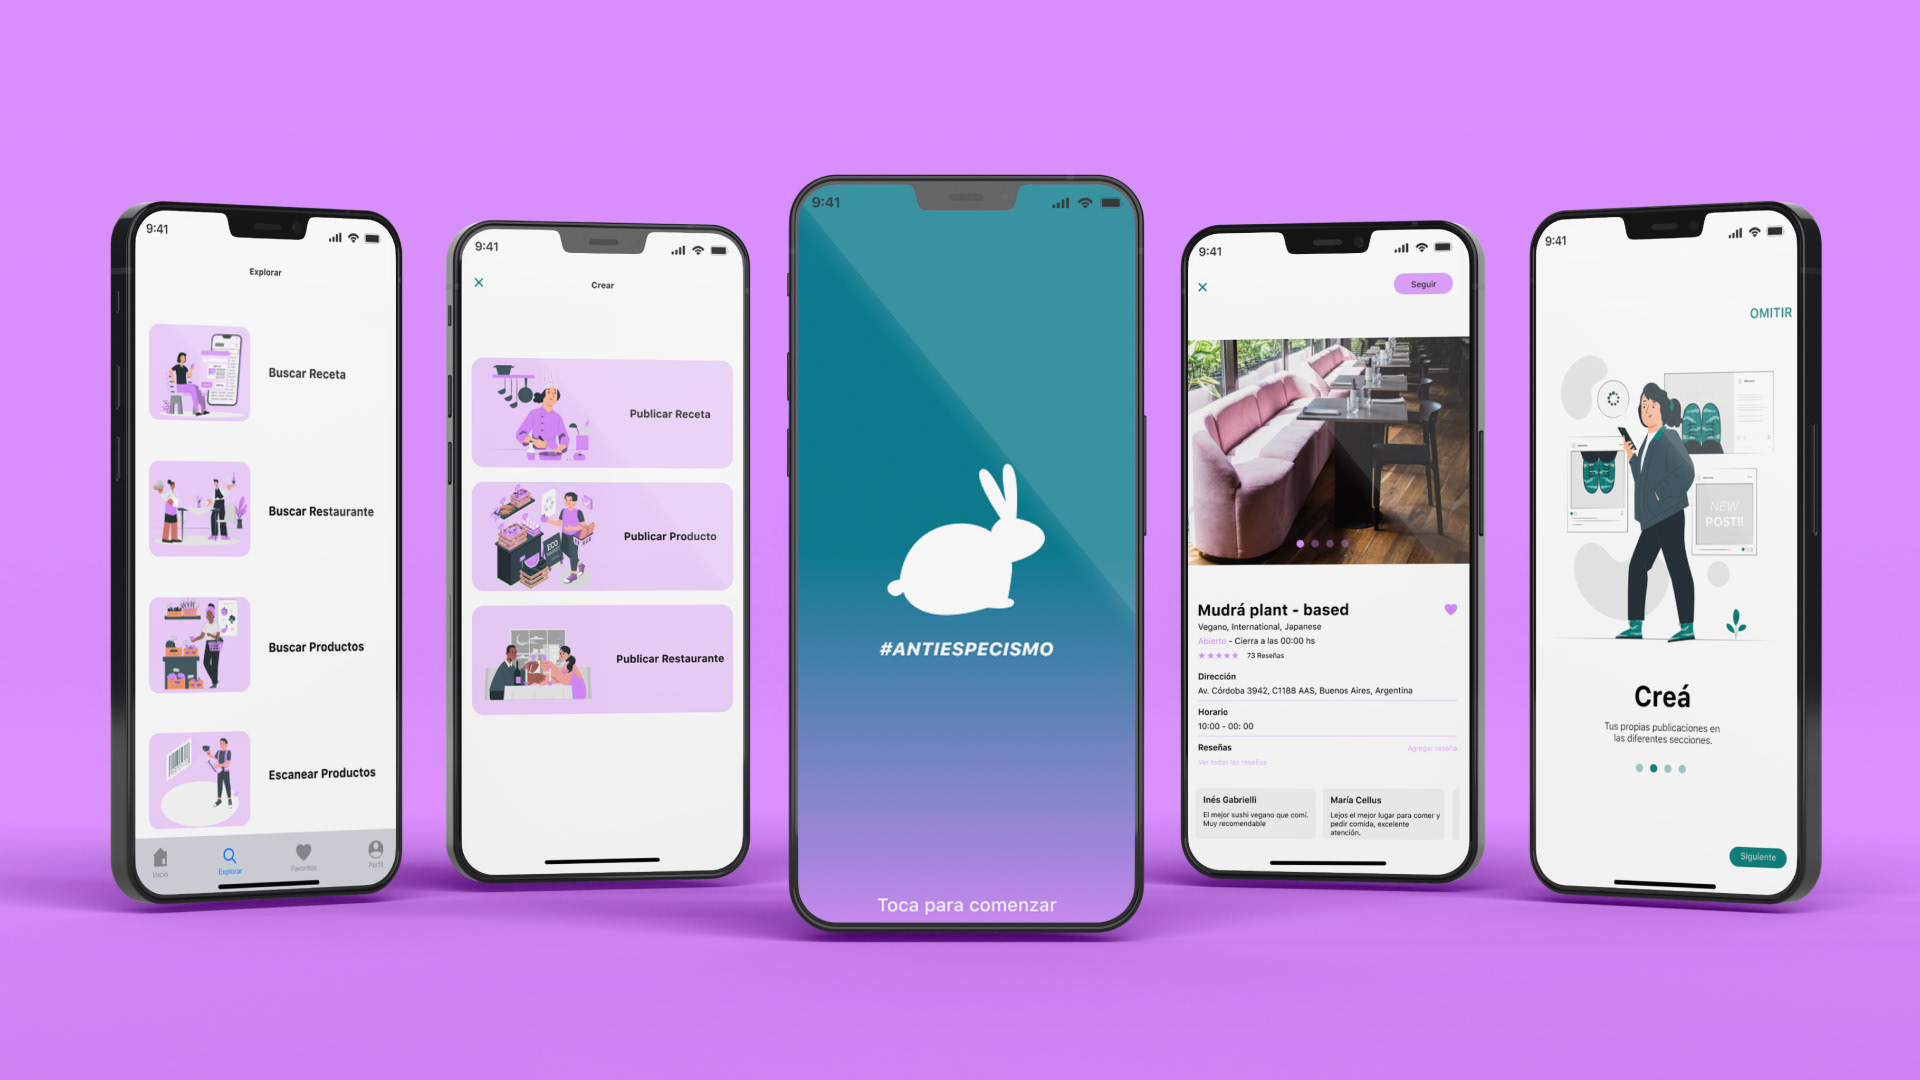 9:41
Explorar
Buscar Receta
Buscar Restaurante
Buscar Productos
Escanear Productos
Inicio
Explorar
Favoritos
Perfil
9:41
Crear
Publicar Receta
ECO
Publicar Producto
Publicar Restaurante
9:41
#ANTIESPECISMO
Toca para comenzar
9:41
Seguir
Mudrá plant - based
Vegano, International, Japanese
Abierto - Cierra a las 00:00 hs
73 Reseñas
Dirección
Av. Córdoba 3942, C1188 AAS, Buenos Aires, Argentina
Horario
10:00 - 00: 00
Reseñas
Agregar reseña
Ver todas las reseñas
Inés Gabrielli
El mejor sushi vegano que comí.
Muy recomendable
María Cellus
Lejos el mejor lugar para comer y
pedir comida, excelente
atención.
9:41
OMITIR
NEW
POST!!
Creá
Tus propias publicaciones en
las diferentes secciones.
Siguiente